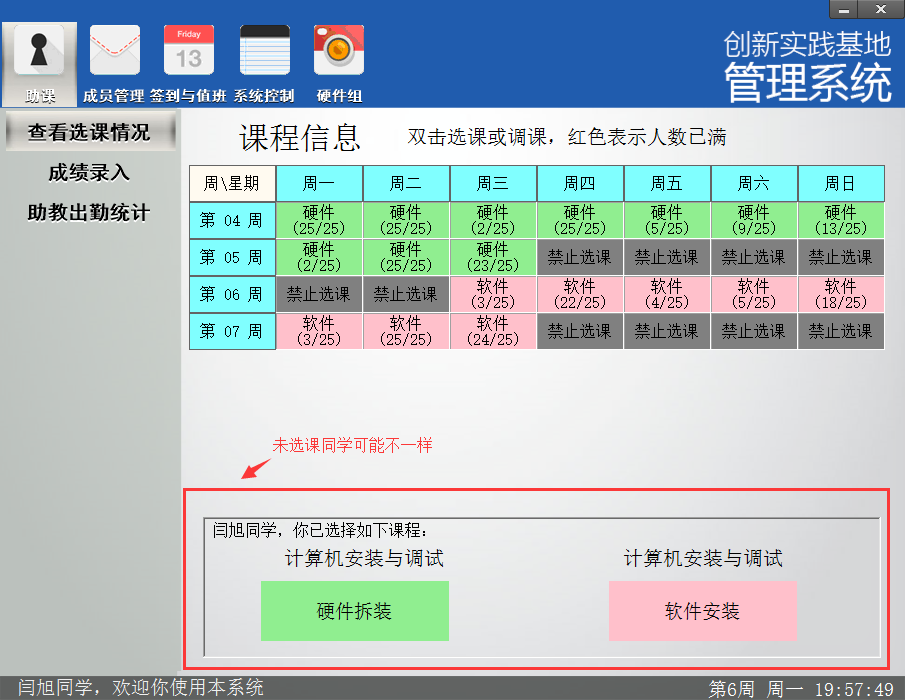 创新实践基地
管理系统
Friday
13
助课 成员管理 签到与值班 系统控制 硬件组
查看选课情况
成绩录入
助教出勤统计
课程信息 双击选课或调课，红色表示人数已满
周\星期 周一 周二 周三 周四 周五 周六 周日
第 04 周 硬件 (25/25) 硬件 (25/25) 硬件 (2/25) 硬件 (25/25) 硬件 (5/25) 硬件 (9/25) 硬件 (13/25)
第 05 周 硬件 (2/25) 硬件 (25/25) 硬件 (23/25) 禁止选课 禁止选课 禁止选课 禁止选课
第 06 周 禁止选课 禁止选课 软件 (3/25) 软件 (22/25) 软件 (4/25) 软件 (5/25) 软件 (18/25)
第 07 周 软件 (3/25) 软件 (25/25) 软件 (24/25) 禁止选课 禁止选课 禁止选课 禁止选课
未选课同学可能不一样
闫旭同学，你已选择如下课程：
计算机安装与调试 计算机安装与调试
硬件拆装 软件安装
闫旭同学，欢迎你使用本系统 第6周 周一 19:57:49